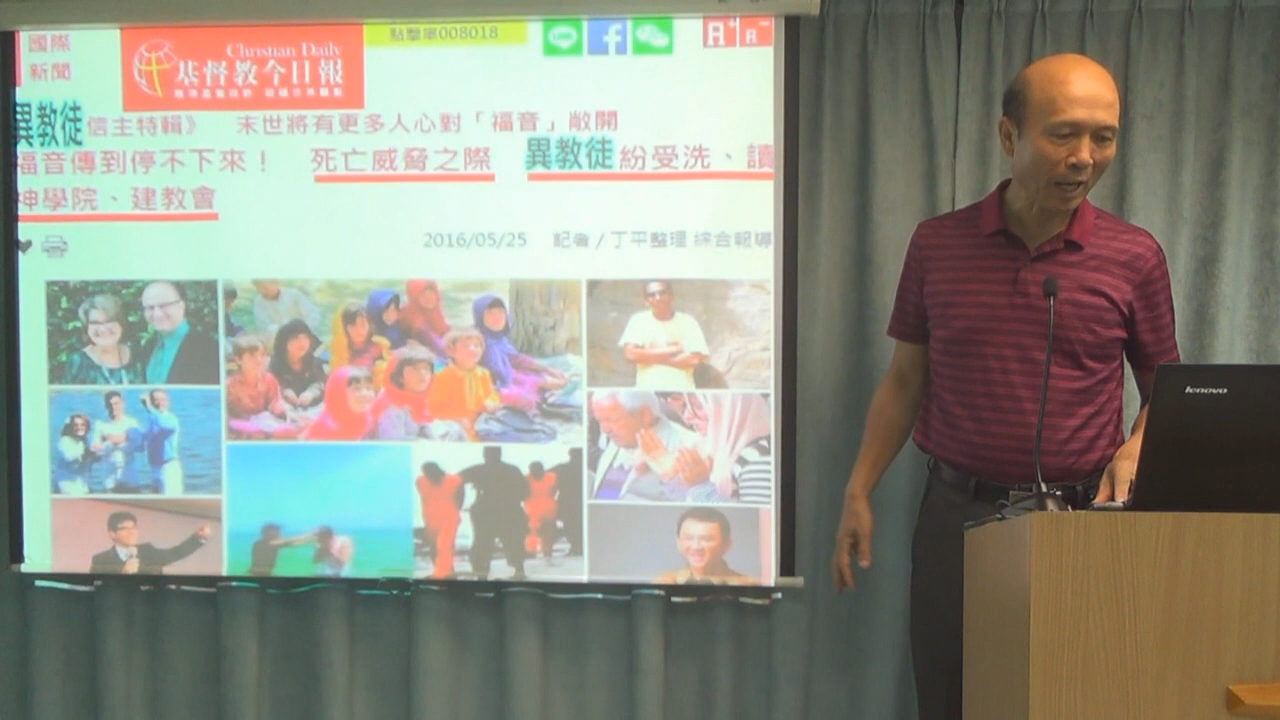 國際
新聞
Christian Daily
基督教今日報
點擊率008018
A+
A-
異教徒信主特輯》 末世將有更多人心對「福音」敞開
福音傳到停不下來！ 死亡威脅之際 異教徒紛受洗、讀
神學院、建教會
2016/05/25 記者/丁平整理 綜合報導
lenovo